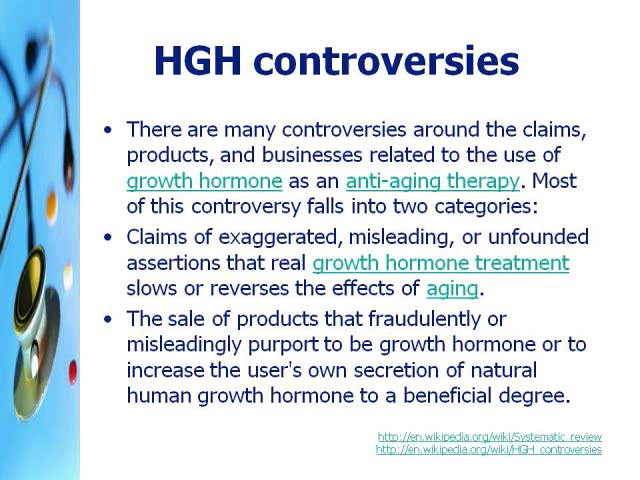 HGH controversies
• There are many controversies around the claims,
products, and businesses related to the use of
growth hormone as an anti-aging therapy. Most
of this controversy falls into two categories:
• Claims of exaggerated, misleading, or unfounded
assertions that real growth hormone treatment
slows or reverses the effects of aging.
• The sale of products that fraudulently or
misleadingly purport to be growth hormone or to
increase the user's own secretion of natural
human growth hormone to a beneficial degree.
http://en.wikipedia.org/wiki/Systematic_review
http://en.wikipedia.org/wiki/HGH_controversies